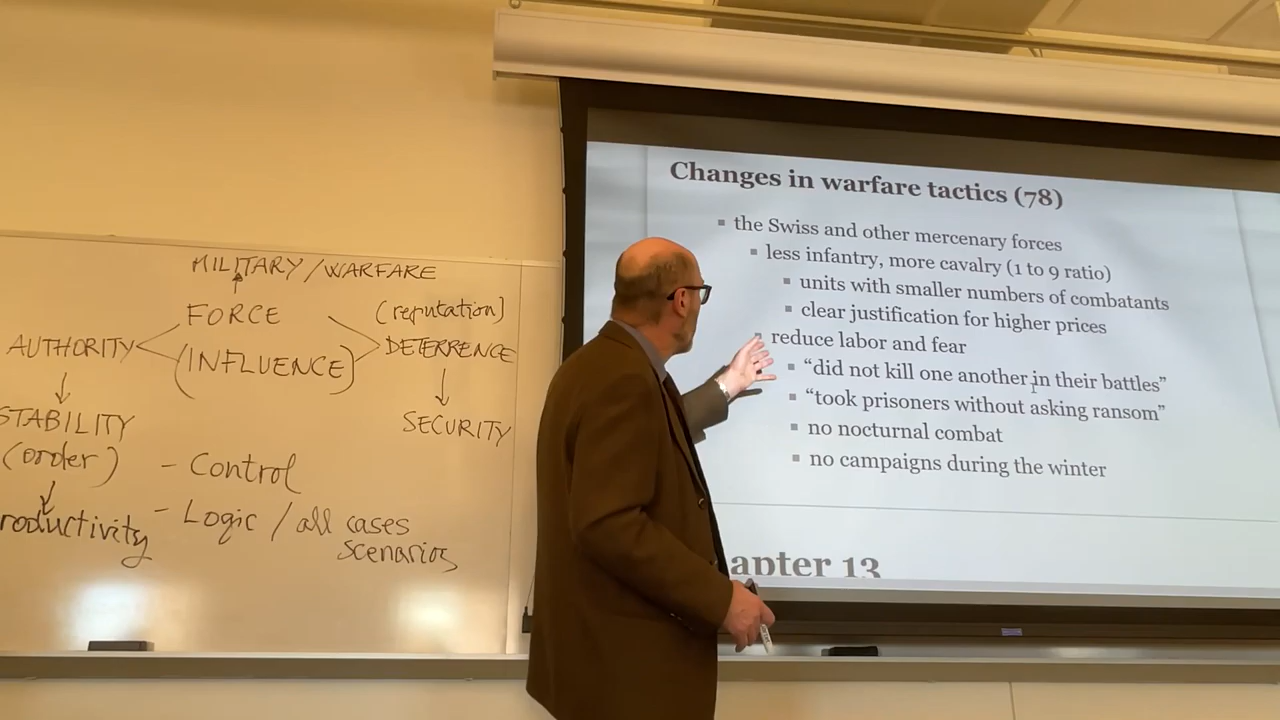 MILITARY/WARFARE
FORCE
(reputation)
AUTHORITY
(INFLUENCE)
DETERRENCE
STABILITY
SECURITY
(order)
- Control
roductivity
- Logic / all cases
scenarios
Changes in warfare tactics (78)
the Swiss and other mercenary forces
less infantry, more cavalry (1 to 9 ratio)
units with smaller numbers of combatants
clear justification for higher prices
reduce labor and fear
“did not kill one another in their battles”
“took prisoners without asking ransom”
no nocturnal combat
no campaigns during the winter
apter 13